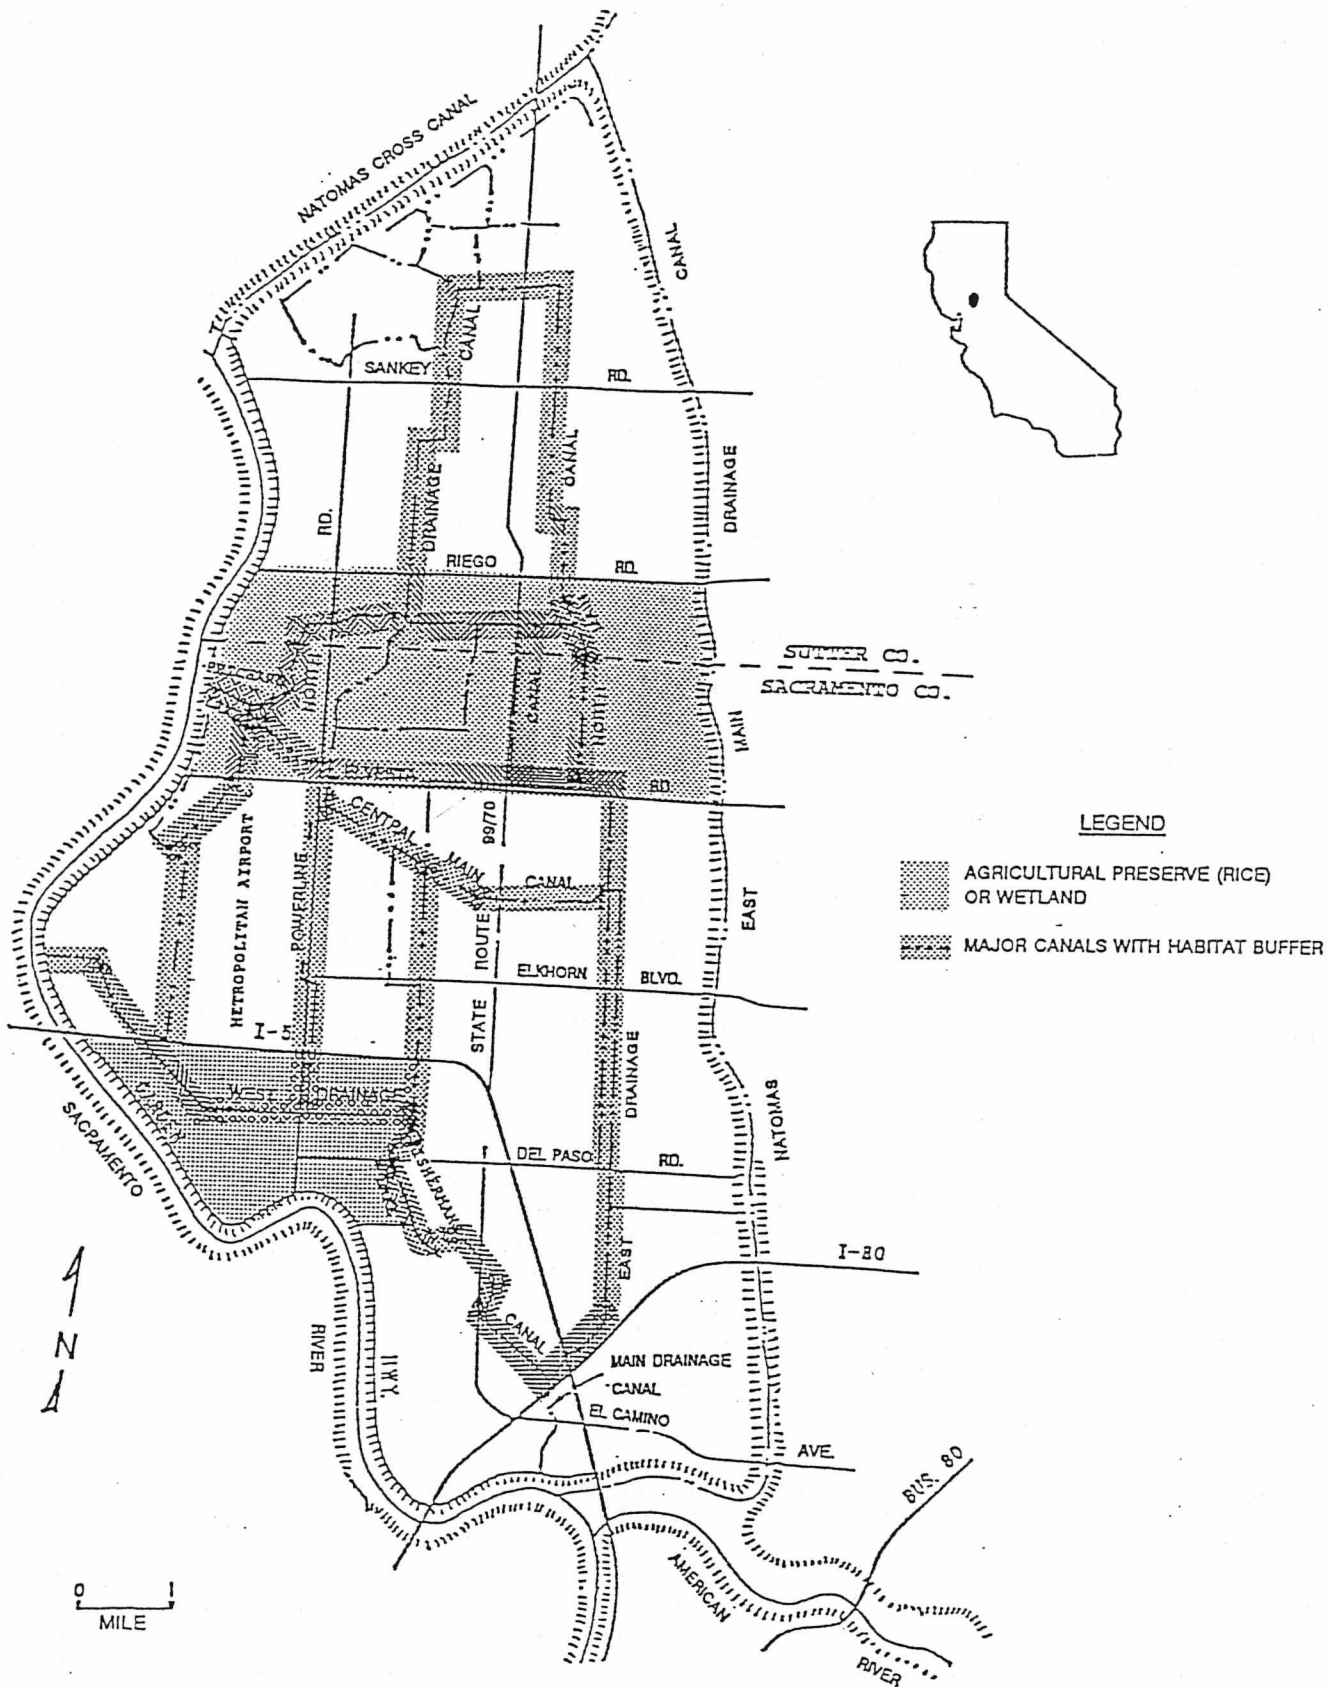 NATOMAS CROSS CANAL
CANAL
CANAL
SANKEY
RD.
CANAL
DRAINAGE
RD.
DRAINAGE
RIEGO
RD.
SUTTER CO.
SACRAMENTO CO.
NORTH
CANAL
NORTH
MAIN
RD.
CENTRAL
MAIN
CANAL
99/70
LEGEND
AGRICULTURAL PRESERVE (RICE)
OR WETLAND
MAJOR CANALS WITH HABITAT BUFFER
METROPOLITAN AIRPORT
POWERLINE
ROUTE
STATE
EAST
ELKHORN
BLVD.
I-5
DRAINAGE
WEST
DRAINAGE
NATOMAS
SACRAMENTO
DEL PASO
RD.
FISHERMAN
EAST
I-80
N
RIVER
HWY.
CANAL
MAIN DRAINAGE
CANAL
EL CAMINO
AVE.
BUS. 80
AMERICAN
RIVER
0 1
MILE